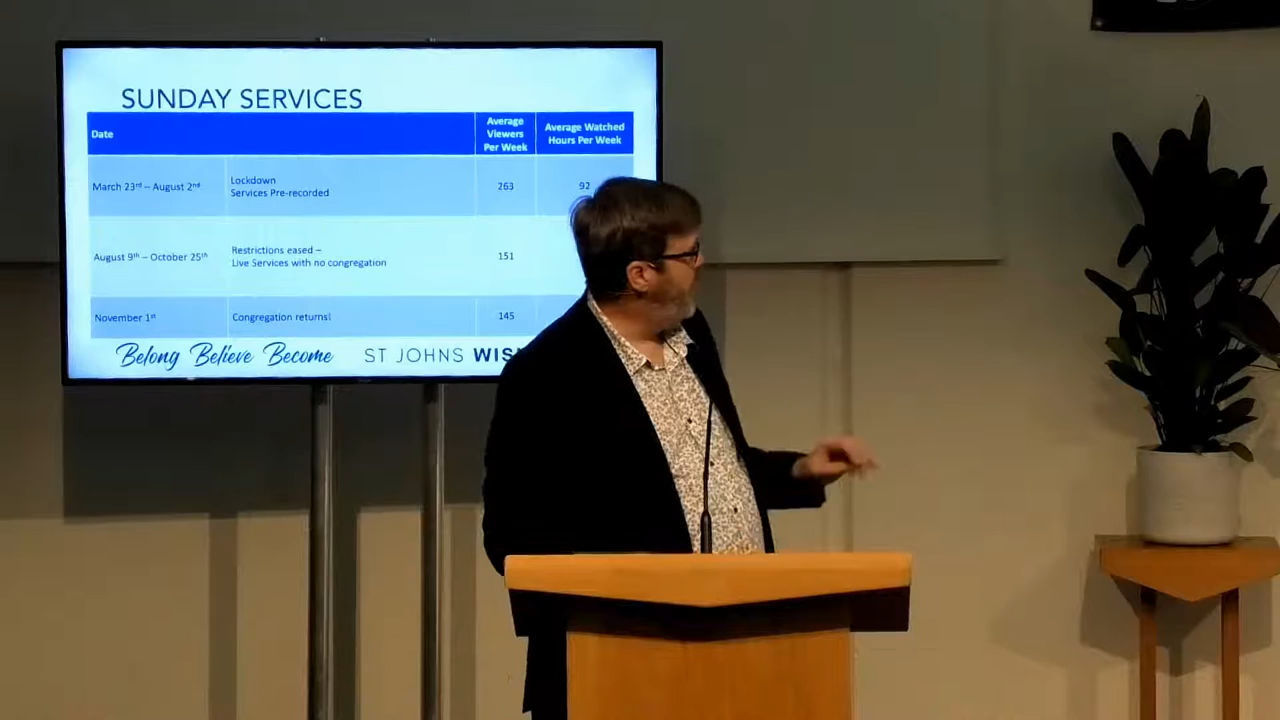 SUNDAY SERVICES
Date
Average
Viewers
Per Week
Average Watched
Hours Per Week
March 23rd – August 2nd
Lockdown
Services Pre-recorded
263
92
August 9th – October 25th
Restrictions eased –
Live Services with no congregation
151
November 1st
Congregation returns!
145
Belong Believe Become
ST JOHNS